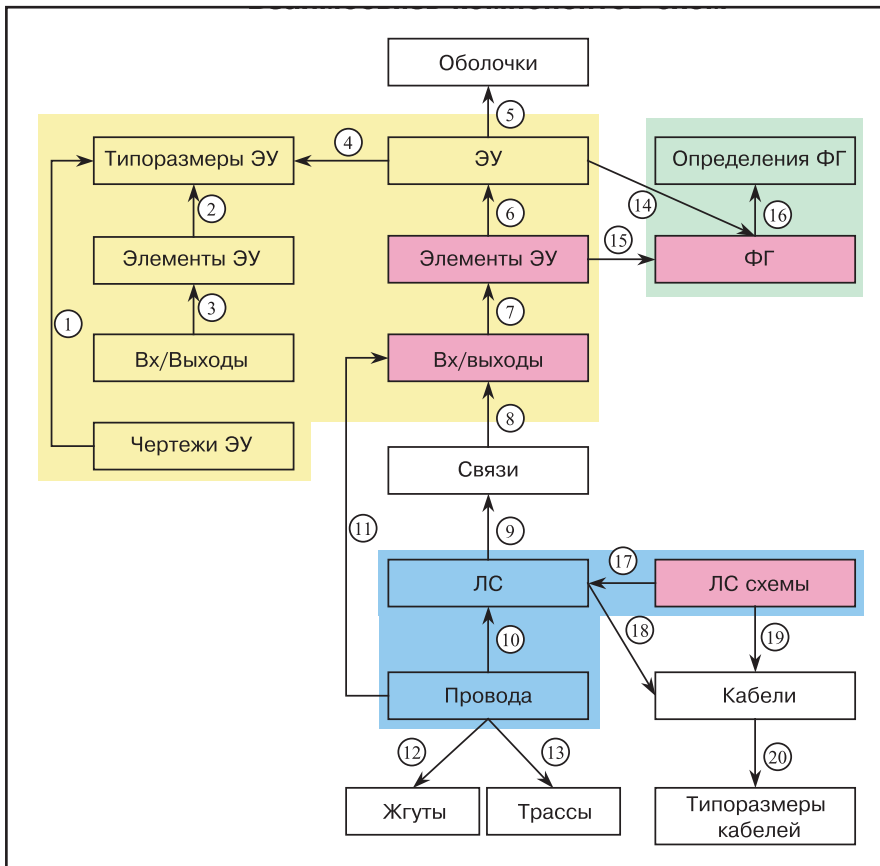 Оболочки
5
Типоразмеры ЭУ
4
ЭУ
Определения ФГ
2
6
14
16
15
Элементы ЭУ
Элементы ЭУ
ФГ
1
3
7
Вх/Выходы
Вх/выходы
8
Чертежи ЭУ
Связи
11
9
17
ЛС
ЛС схемы
10
18
19
Провода
Кабели
12
13
20
Жгуты
Трассы
Типоразмеры
кабелей